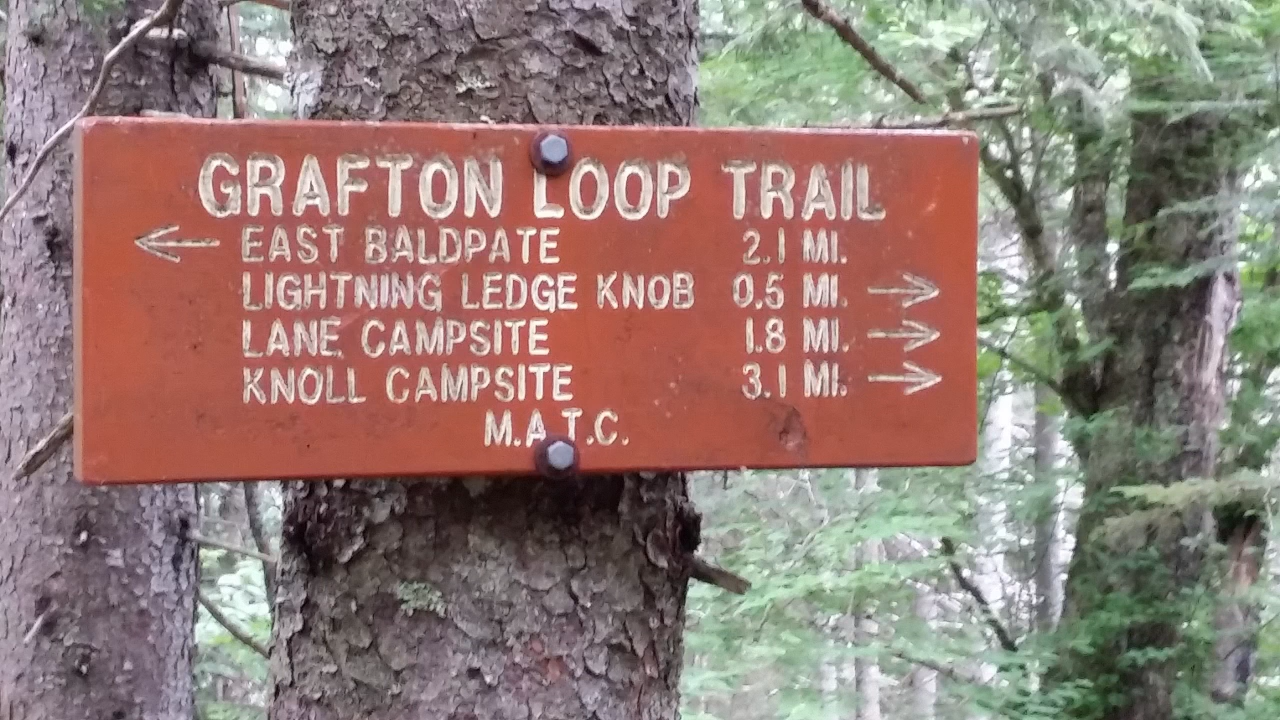 GRAFTON LOOP TRAIL
← EAST BALDPATE 2.1 MI.
LIGHTNING LEDGE KNOB 0.5 MI. →
LANE CAMPSITE 1.8 MI. →
KNOLL CAMPSITE 3.1 MI. →
M.A.T.C.